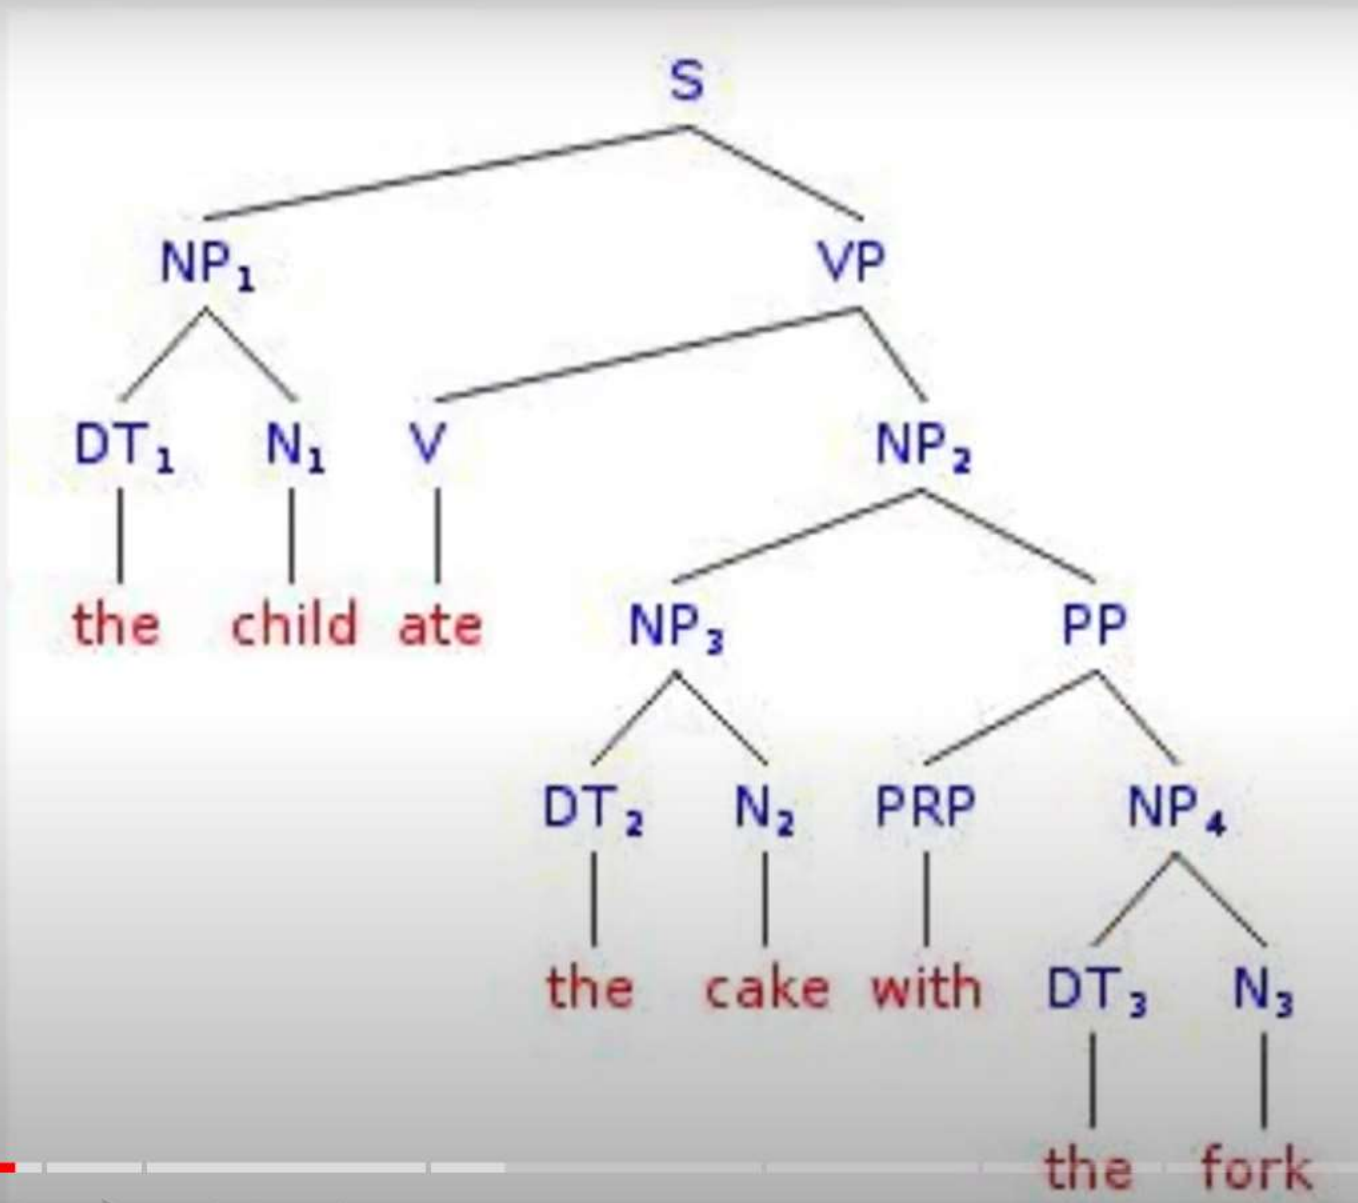 S
NP₁ VP
DT₁ N₁ V NP₂
the child ate NP₃ PP
DT₂ N₂ PRP NP₄
the cake with DT₃ N₃
the fork